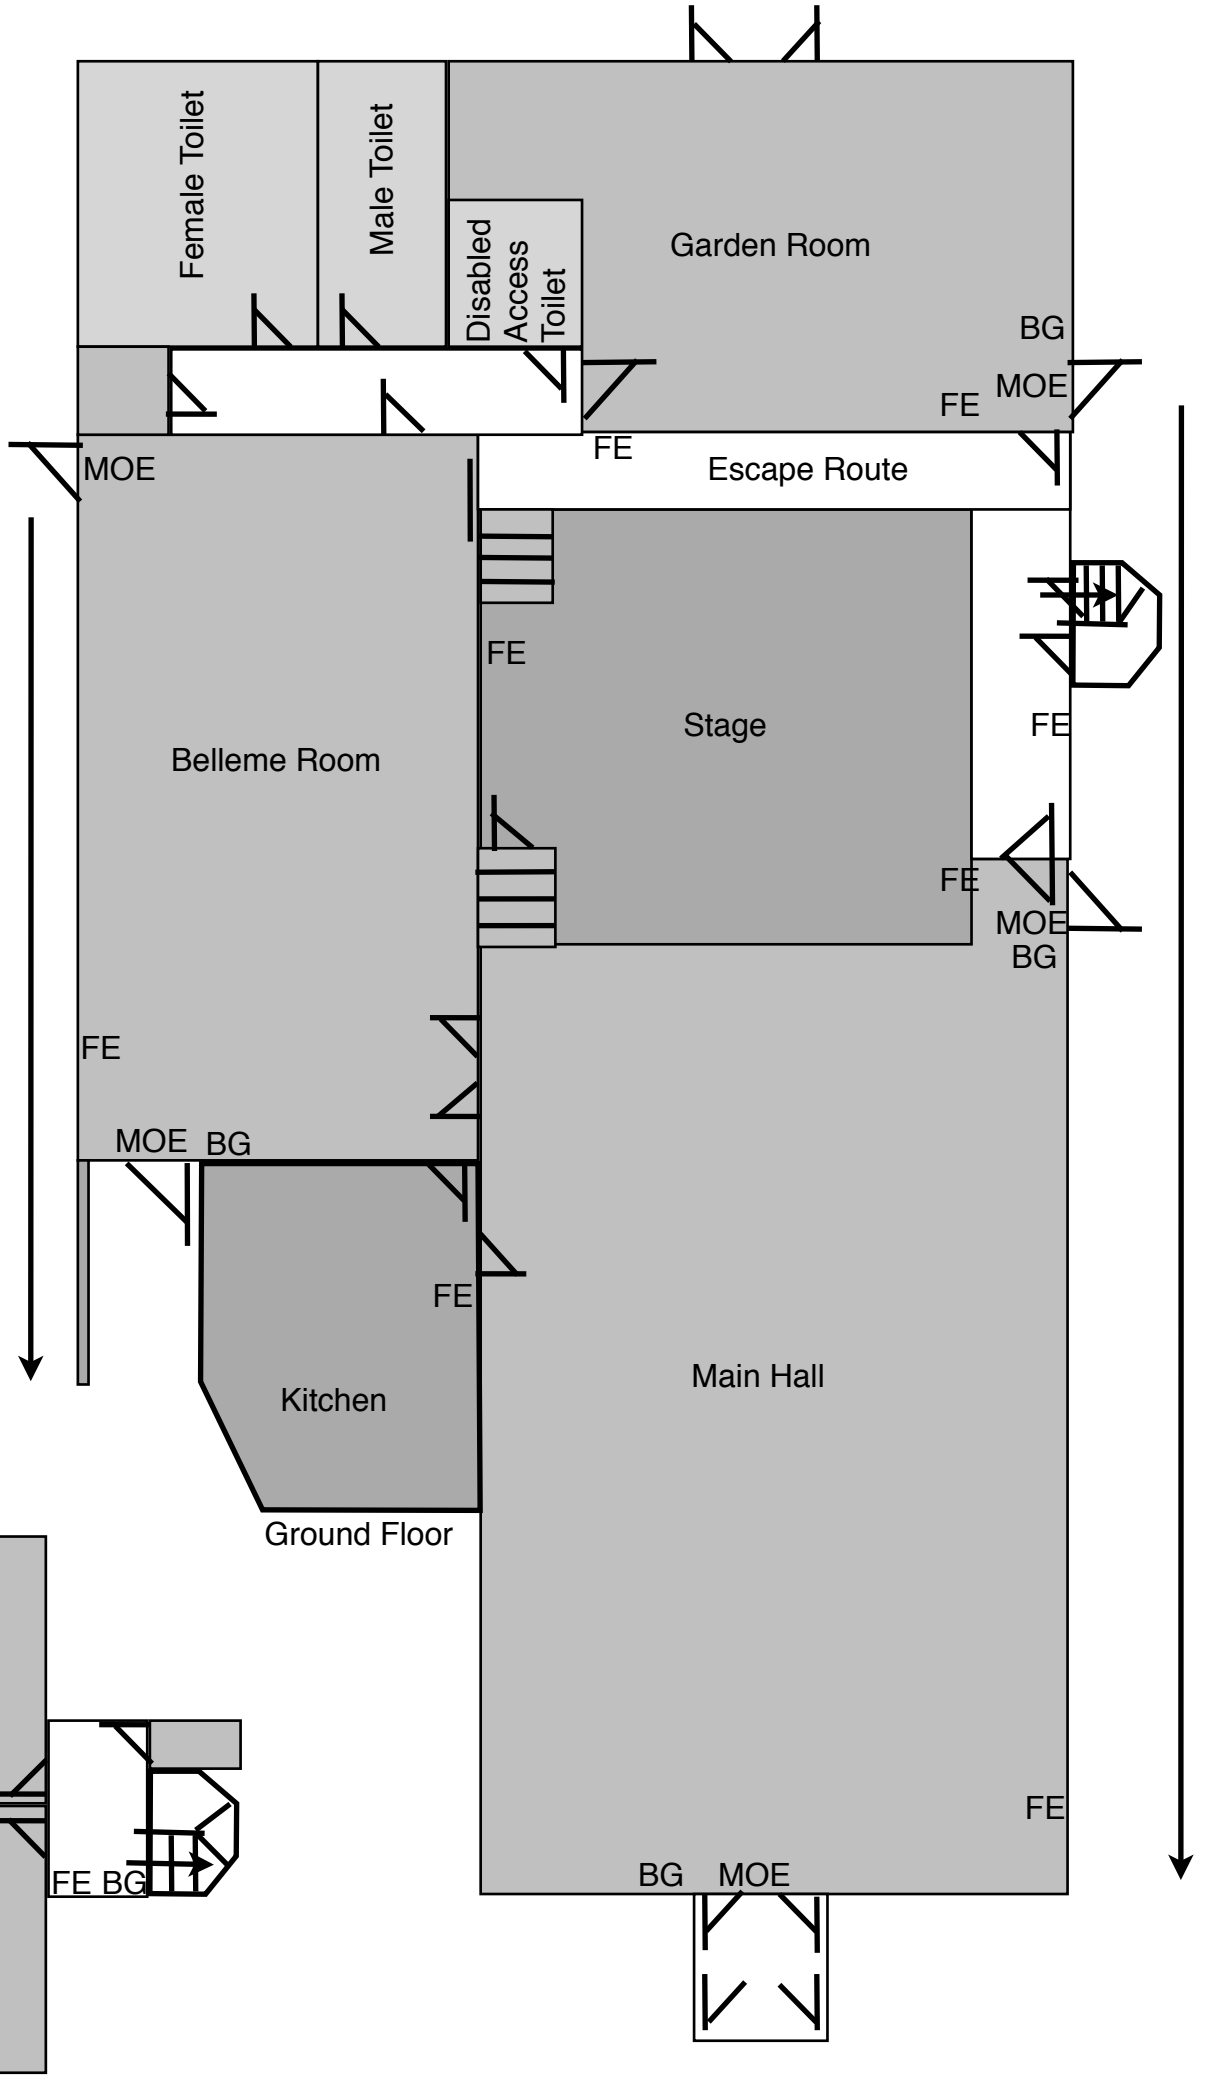 Female Toilet
Male Toilet
Disabled
Access
Toilet
Garden Room
BG
MOE
FE
FE
MOE
Escape Route
FE
FE
Stage
Belleme Room
FE
MOE
BG
FE
MOE BG
FE
Main Hall
Kitchen
Ground Floor
FE
BG MOE
FE BG